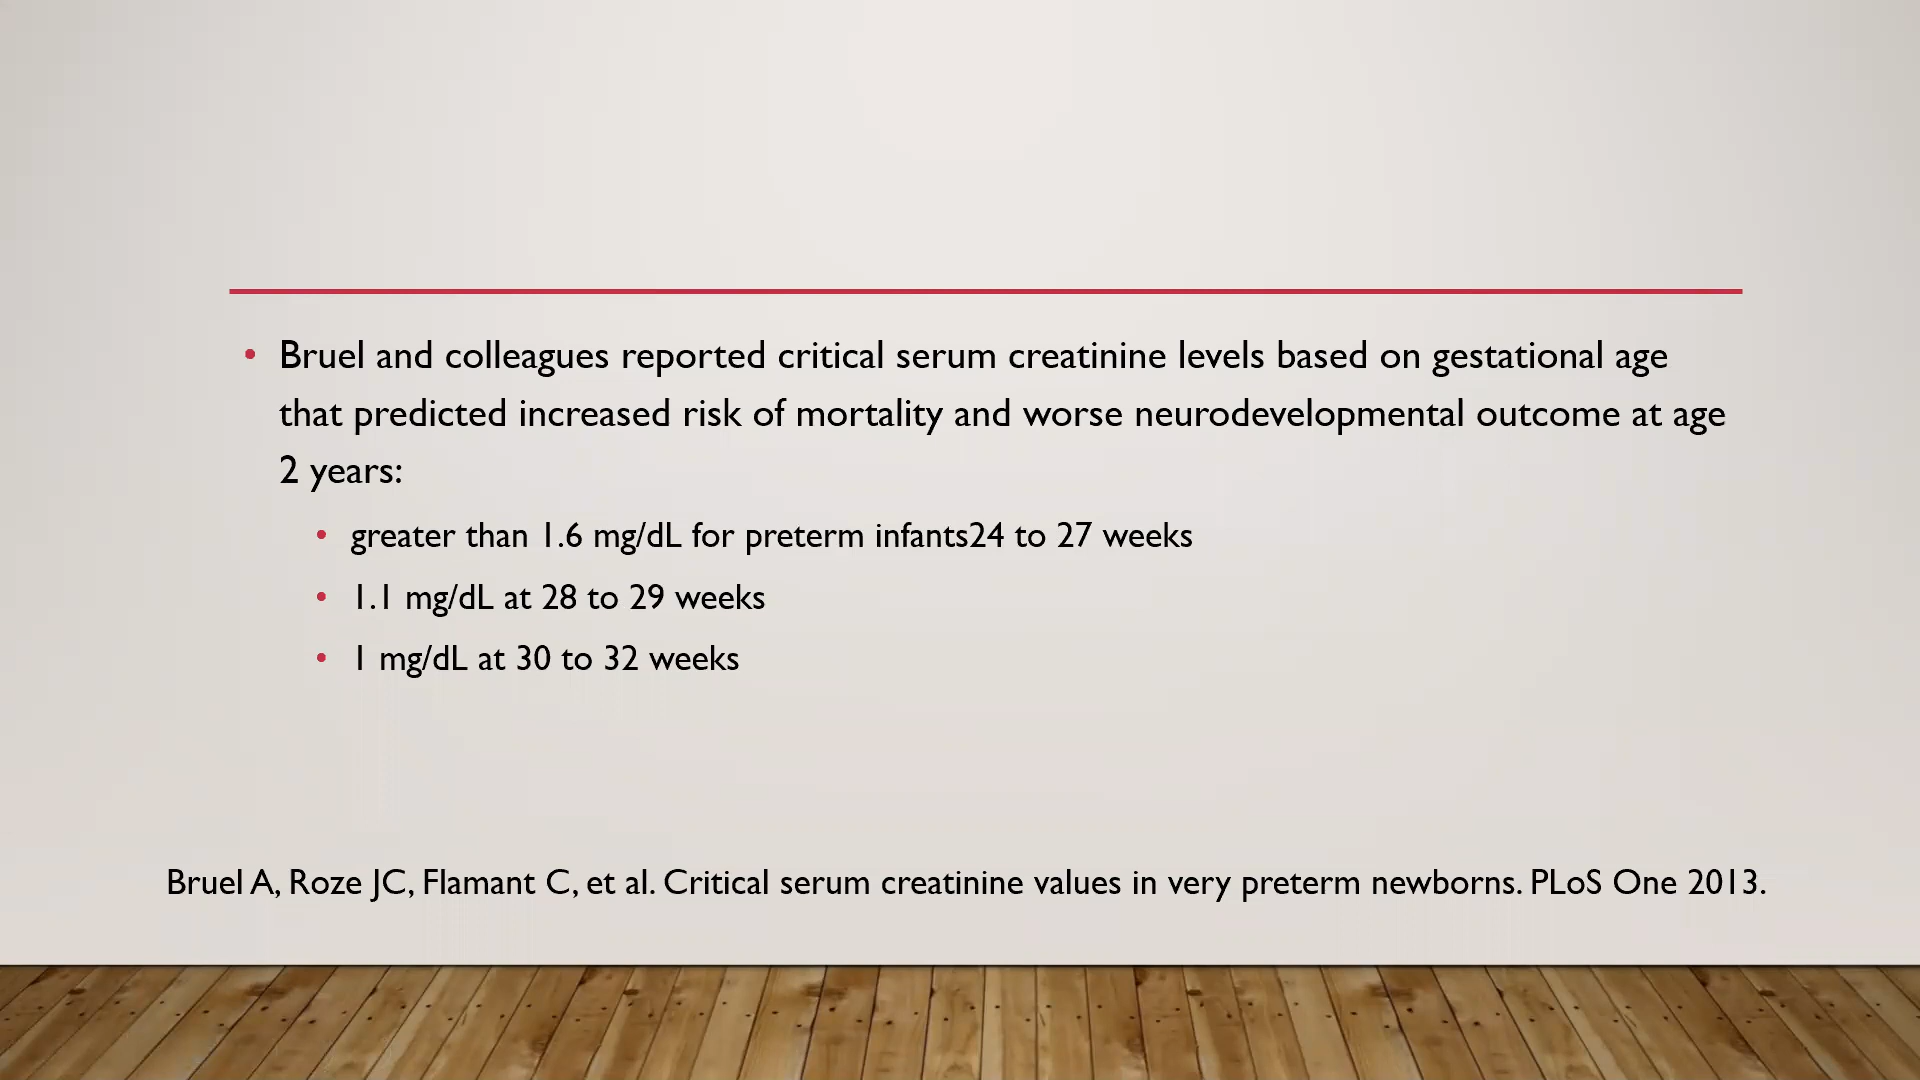 • Bruel and colleagues reported critical serum creatinine levels based on gestational age
that predicted increased risk of mortality and worse neurodevelopmental outcome at age
2 years:
• greater than 1.6 mg/dL for preterm infants24 to 27 weeks
• 1.1 mg/dL at 28 to 29 weeks
• 1 mg/dL at 30 to 32 weeks
Bruel A, Roze JC, Flamant C, et al. Critical serum creatinine values in very preterm newborns. PLoS One 2013.